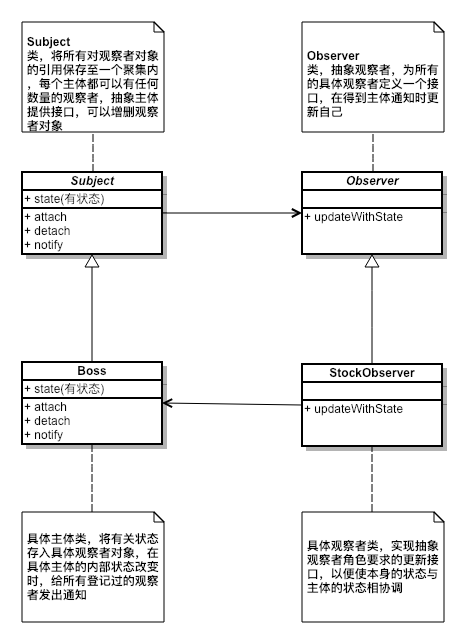 Subject
类，将所有对观察者对象
的引用保存至一个聚集内
，每个主体都可以有任何
数量的观察者，抽象主体
提供接口，可以增删观察
者对象
Observer
类，抽象观察者，为所有
的具体观察者定义一个接
口，在得到主体通知时更
新自己
Subject
+ state(有状态)
+ attach
+ detach
+ notify
Observer
+ updateWithState
Boss
+ state(有状态)
+ attach
+ detach
+ notify
StockObserver
+ updateWithState
具体主体类，将有关状态
存入具体观察者对象，在
具体主体的内部状态改变
时，给所有登记过的观察
者发出通知
具体观察者类，实现抽象
观察者角色要求的更新接
口，以便使本身的状态与
主体的状态相协调